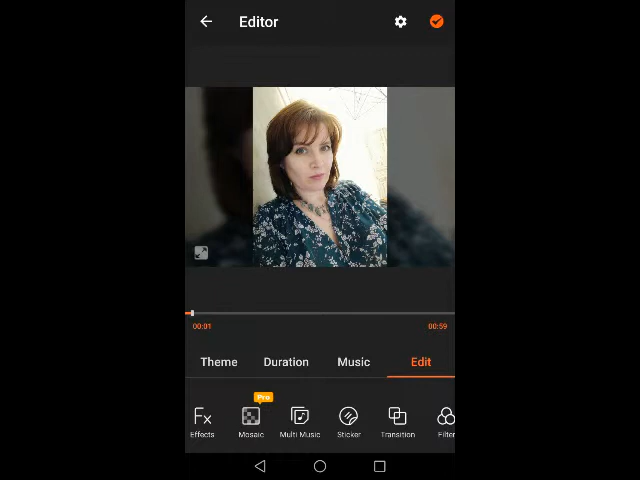 Editor
00:01 00:59
Theme Duration Music Edit
Pro
Fx
Effects Mosaic Multi Music Sticker Transition Filter